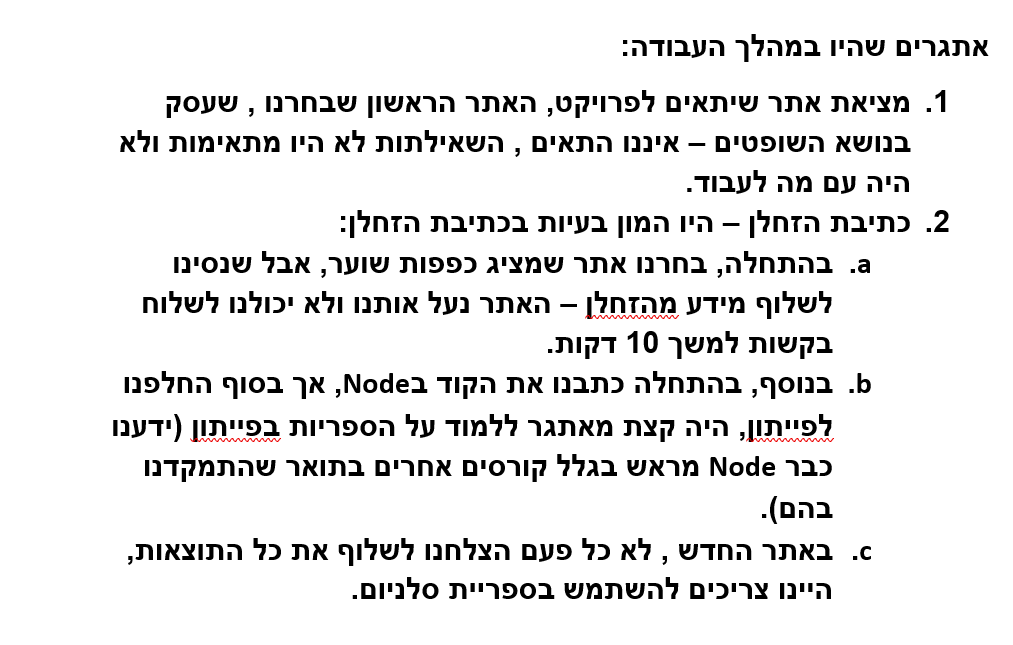 אתגרים שהיו במהלך העבודה:
1. מציאת אתר שיתאים לפרויקט, האתר הראשון שבחרנו , שעסק
בנושא השופטים – איננו התאים , השאילתות לא היו מתאימות ולא
היה עם מה לעבוד.
2. כתיבת הזחלן – היו המון בעיות בכתיבת הזחלן:
a. בהתחלה, בחרנו אתר שמציג כפפות שוער, אבל שנסינו
לשלוף מידע מהזחלן – האתר נעל אותנו ולא יכולנו לשלוח
בקשות למשך 10 דקות.
b. בנוסף, בהתחלה כתבנו את הקוד בNode, אך בסוף החלפנו
לפייתון, היה קצת מאתגר ללמוד על הספריות בפייתון (ידענו
כבר Node מראש בגלל קורסים אחרים בתואר שהתמקדנו
בהם).
c. באתר החדש , לא כל פעם הצלחנו לשלוף את כל התוצאות,
היינו צריכים להשתמש בספריית סלניום.